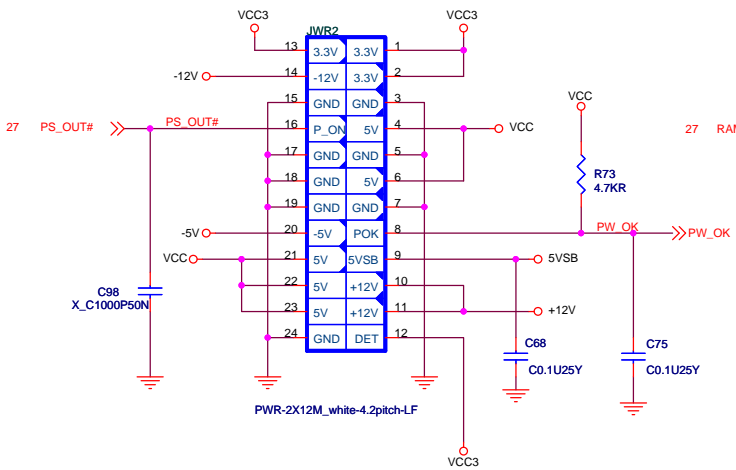 VCC3 VCC3
JWR2
13 3.3V 3.3V 1
-12V 14 -12V 3.3V 2
15 GND GND 3
VCC
27 PS_OUT# PS_OUT# 16 P_ON 5V 4 VCC 27
17 GND GND 5
18 GND 5V 6 R73
4.7KR
19 GND GND 7
-5V 20 -5V POK 8 PW_OK PW_OK
VCC 21 5V 5VSB 9 5VSB
22 5V +12V 10
C98
X_C1000P50N
23 5V +12V 11 +12V
24 GND DET 12
C68 C75
C0.1U25Y C0.1U25Y
PWR-2X12M_white-4.2pitch-LF
VCC3